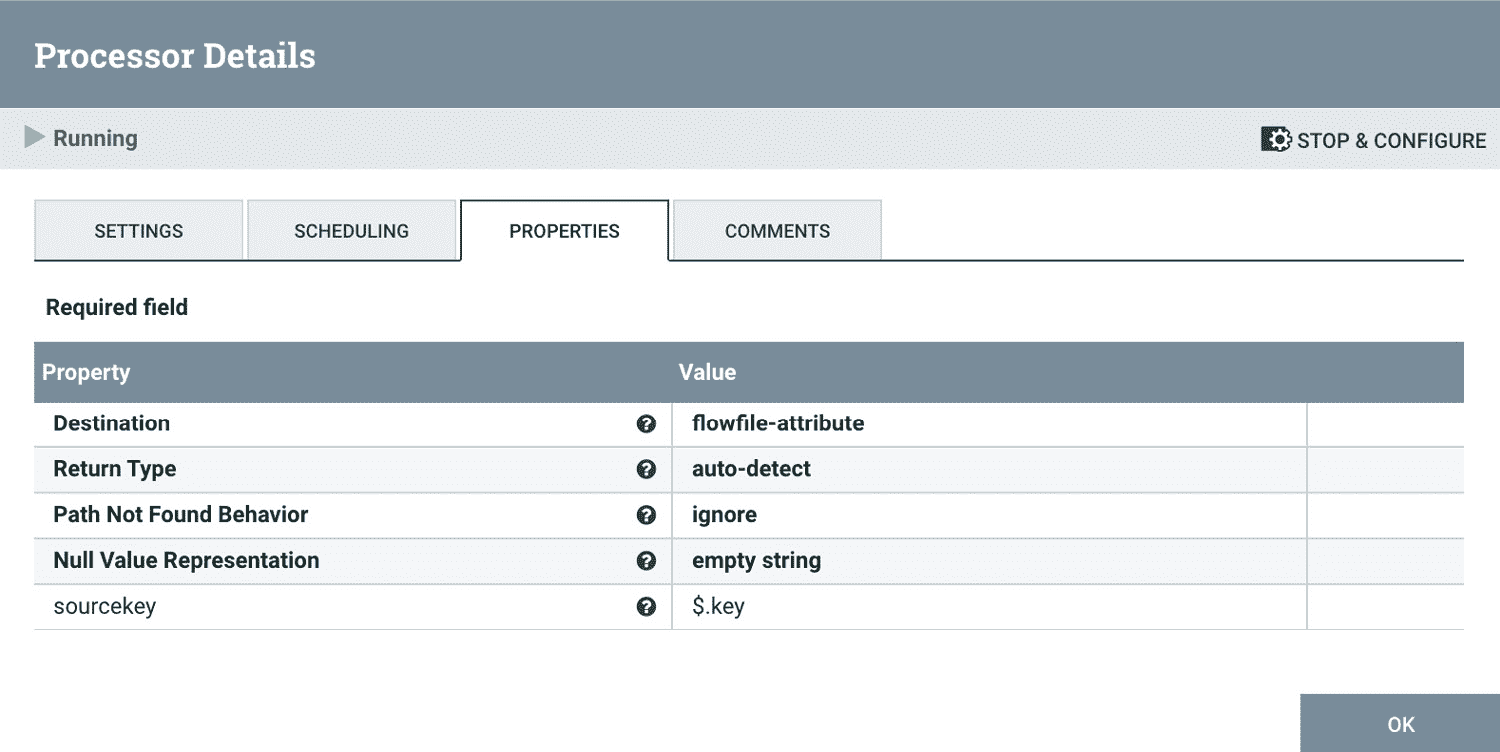 Processor Details
Running
STOP & CONFIGURE
SETTINGS SCHEDULING PROPERTIES COMMENTS
Required field
Property Value
Destination flowfile-attribute
Return Type auto-detect
Path Not Found Behavior ignore
Null Value Representation empty string
sourcekey $.key
OK